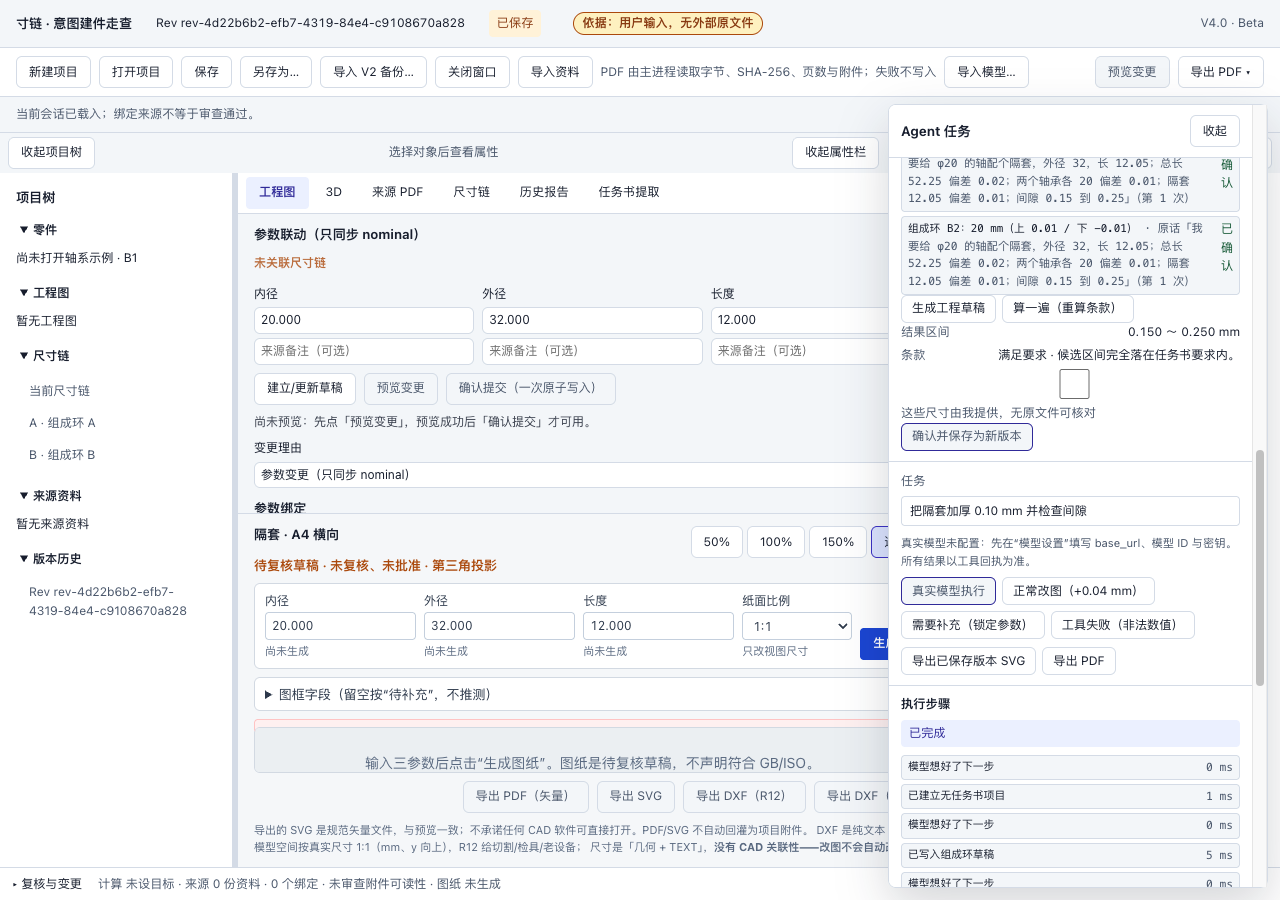 寸链 · 意图建件走查
Rev rev-4d22b6b2-efb7-4319-84e4-c9108670a828
已保存
依据：用户输入，无外部原文件
V4.0 · Beta
新建项目
打开项目
保存
另存为…
导入 V2 备份…
关闭窗口
导入资料
PDF 由主进程读取字节、SHA-256、页数与附件；失败不写入
导入模型…
预览变更
导出 PDF ▾
当前会话已载入；绑定来源不等于审查通过。
收起项目树
选择对象后查看属性
收起属性栏
项目树
▼ 零件
尚未打开轴系示例 · B1
▼ 工程图
暂无工程图
▼ 尺寸链
当前尺寸链
A · 组成环 A
B · 组成环 B
▼ 来源资料
暂无来源资料
▼ 版本历史
Rev rev-4d22b6b2-efb7-
4319-84e4-c9108670a828
工程图
3D
来源 PDF
尺寸链
历史报告
任务书提取
参数联动（只同步 nominal）
未关联尺寸链
内径
外径
长度
20.000
32.000
12.000
来源备注（可选）
来源备注（可选）
来源备注（可选）
建立/更新草稿
预览变更
确认提交（一次原子写入）
尚未预览：先点「预览变更」，预览成功后「确认提交」才可用。
变更理由
参数变更（只同步 nominal）
参数绑定
隔套 · A4 横向
50%
100%
150%
待复核草稿 · 未复核、未批准 · 第三角投影
内径
外径
长度
纸面比例
20.000
32.000
12.000
1:1
尚未生成
尚未生成
尚未生成
只改视图尺寸
▶ 图框字段（留空按“待补充”，不推测）
输入三参数后点击“生成图纸”。图纸是待复核草稿，不声明符合 GB/ISO。
导出 PDF（矢量）
导出 SVG
导出 DXF（R12）
导出 DXF（
导出的 SVG 是规范矢量文件，与预览一致；不承诺任何 CAD 软件可直接打开。PDF/SVG 不自动回灌为项目附件。 DXF 是纯文本
模型空间按真实尺寸 1:1（mm、y 向上），R12 给切割/检具/老设备； 尺寸是「几何 + TEXT」，没有 CAD 关联性——改图不会自动
▸ 复核与变更
计算 未设目标 · 来源 0 份资料 · 0 个绑定 · 未审查附件可读性 · 图纸 未生成
Agent 任务
收起
要给 φ20 的轴配个隔套，外径 32，长 12.05；总长
52.25 偏差 0.02；两个轴承各 20 偏差 0.01；隔套
12.05 偏差 0.01；间隙 0.15 到 0.25」（第 1 次）
确
认
组成环 B2：20 mm（上 0.01 / 下 −0.01） · 原话「我
要给 φ20 的轴配个隔套，外径 32，长 12.05；总长
52.25 偏差 0.02；两个轴承各 20 偏差 0.01；隔套
12.05 偏差 0.01；间隙 0.15 到 0.25」（第 1 次）
已
确
认
生成工程草稿
算一遍（重算条款）
结果区间
0.150 ～ 0.250 mm
条款
满足要求 · 候选区间完全落在任务书要求内。
这些尺寸由我提供，无原文件可核对
确认并保存为新版本
任务
把隔套加厚 0.10 mm 并检查间隙
真实模型未配置：先在“模型设置”填写 base_url、模型 ID 与密钥。
所有结果以工具回执为准。
真实模型执行
正常改图（+0.04 mm）
需要补充（锁定参数）
工具失败（非法数值）
导出已保存版本 SVG
导出 PDF
执行步骤
已完成
模型想好了下一步
0 ms
已建立无任务书项目
1 ms
模型想好了下一步
0 ms
已写入组成环草稿
5 ms
模型想好了下一步
0 ms